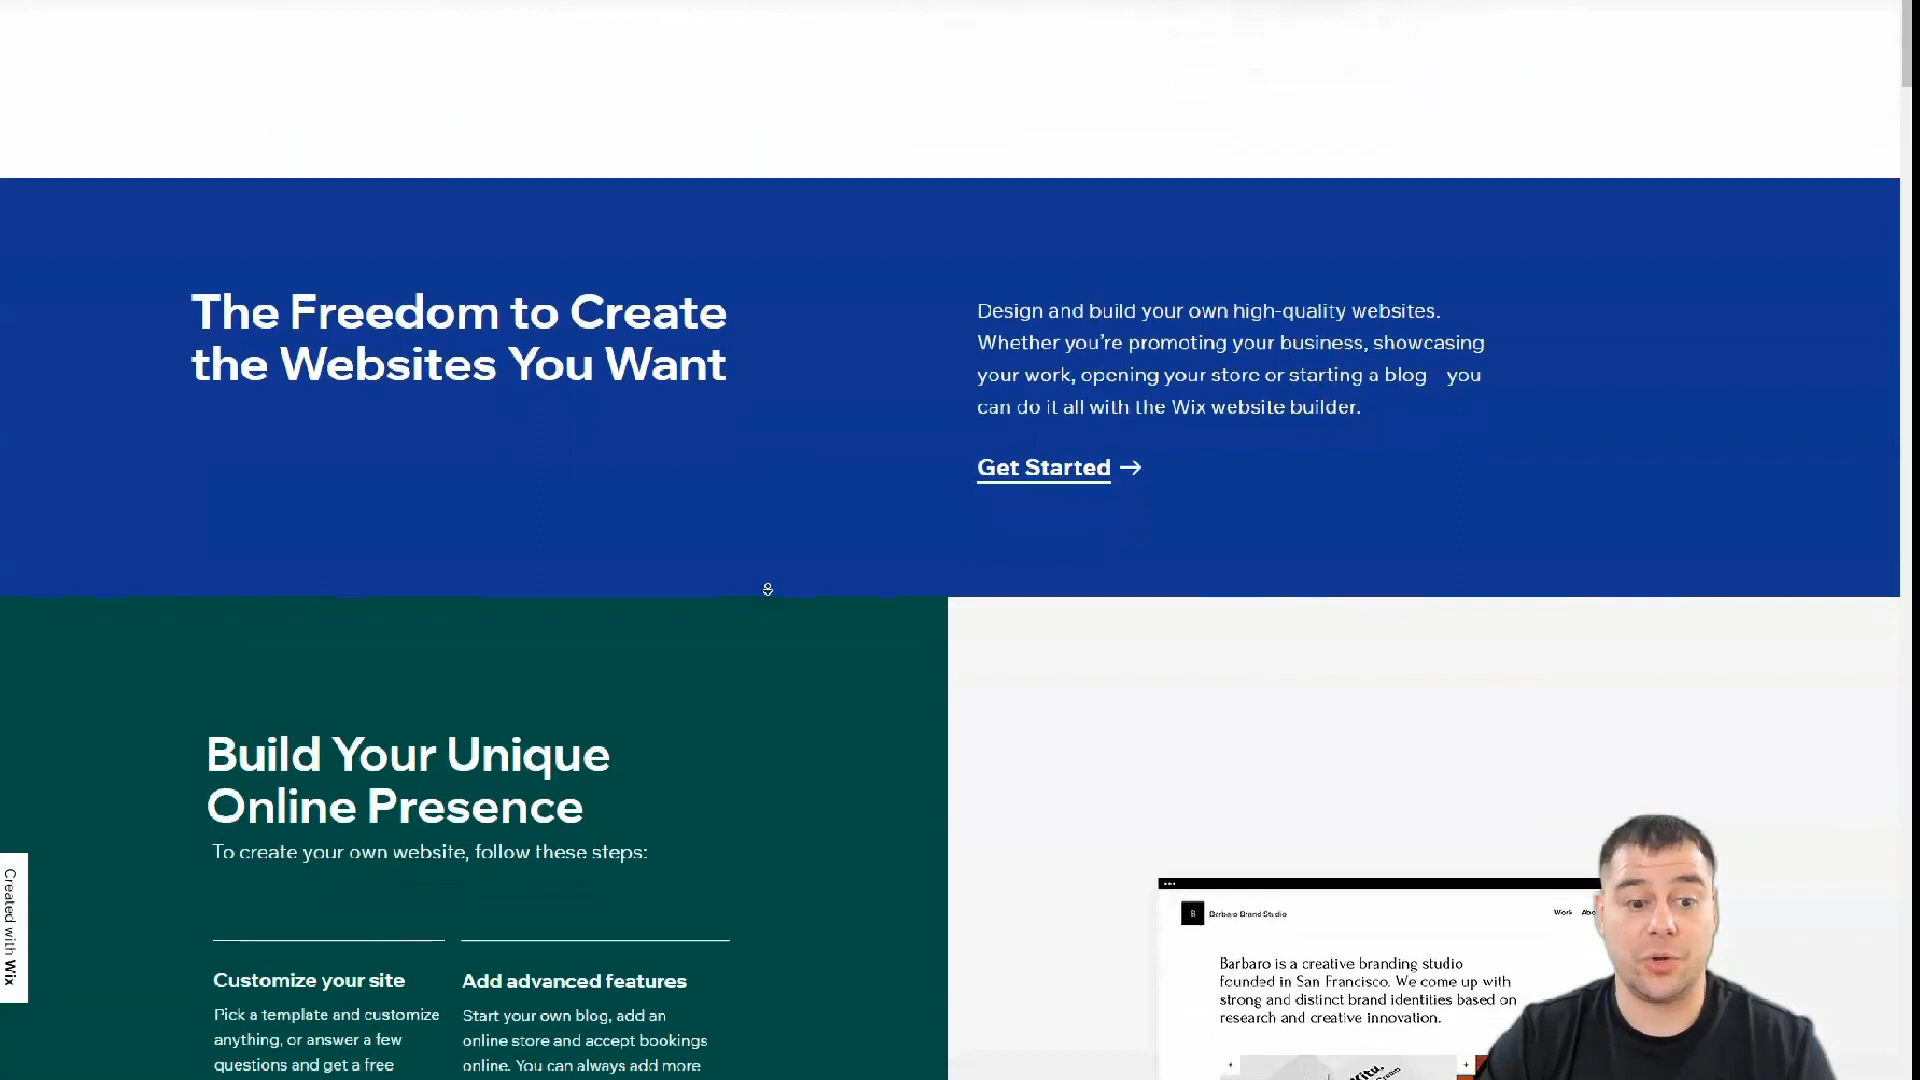 The Freedom to Create
the Websites You Want
Design and build your own high-quality websites.
Whether you’re promoting your business, showcasing
your work, opening your store or starting a blog you
can do it all with the Wix website builder.
Get Started →
Build Your Unique
Online Presence
To create your own website, follow these steps:
Customize your site
Pick a template and customize
anything, or answer a few
questions and get a free
Add advanced features
Start your own blog, add an
online store and accept bookings
online. You can always add more
Created with Wix
B
Barbaro Brand Studio
Work
Barbaro is a creative branding studio
founded in San Francisco. We come up with
strong and distinct brand identities based on
research and creative innovation.